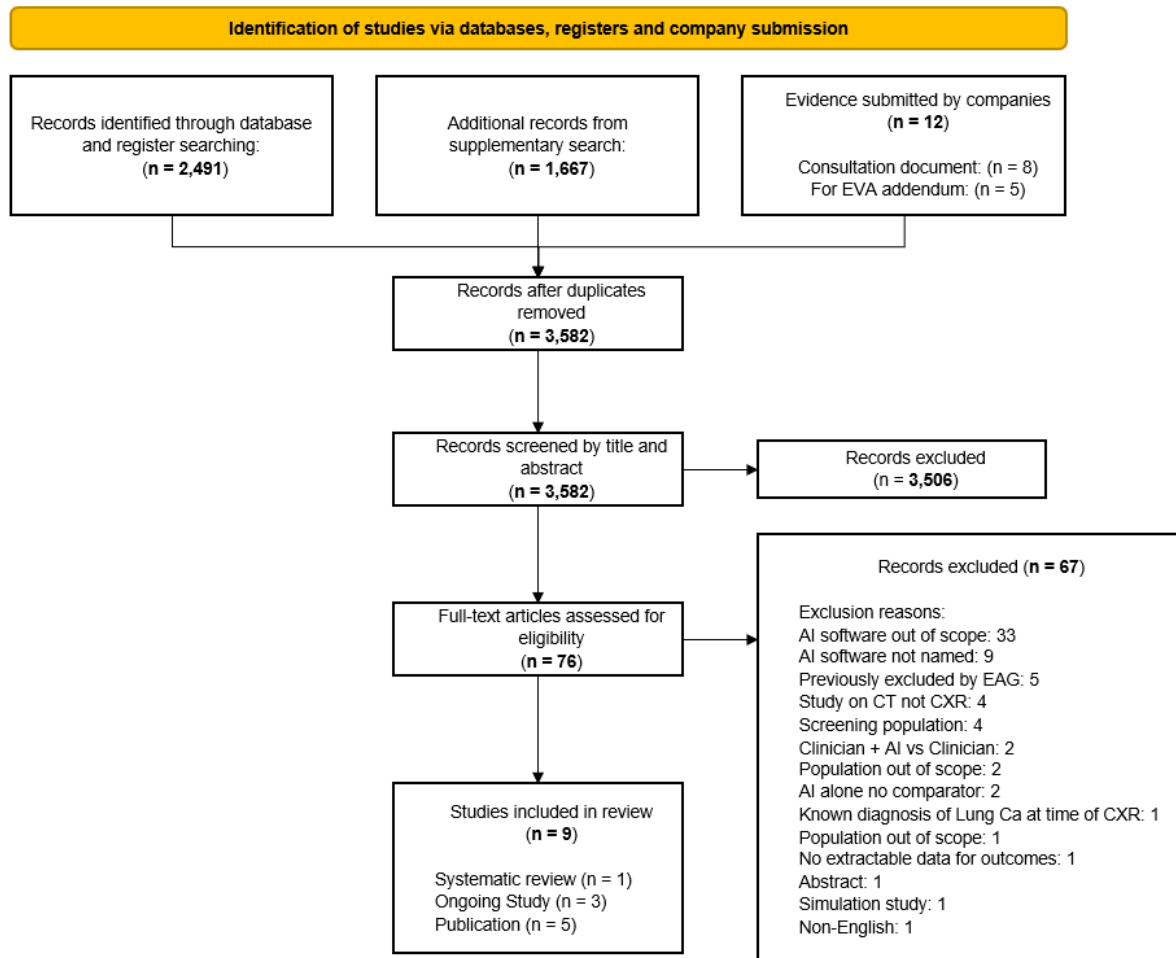 Identification of studies via databases, registers and company submission
Records identified through database
and register searching:
(n = 2,491)
Additional records from
supplementary search:
(n = 1,667)
Evidence submitted by companies
(n = 12)
Consultation document: (n = 8)
For EVA addendum: (n = 5)
Records after duplicates
removed
(n = 3,582)
Records screened by title and
abstract
(n = 3,582)
Records excluded
(n = 3,506)
Full-text articles assessed for
eligibility
(n = 76)
Records excluded (n = 67)
Exclusion reasons:
AI software out of scope: 33
AI software not named: 9
Previously excluded by EAG: 5
Study on CT not CXR: 4
Screening population: 4
Clinician + AI vs Clinician: 2
Population out of scope: 2
AI alone no comparator: 2
Known diagnosis of Lung Ca at time of CXR: 1
Population out of scope: 1
No extractable data for outcomes: 1
Abstract: 1
Simulation study: 1
Non-English: 1
Studies included in review
(n = 9)
Systematic review (n = 1)
Ongoing Study (n = 3)
Publication (n = 5)